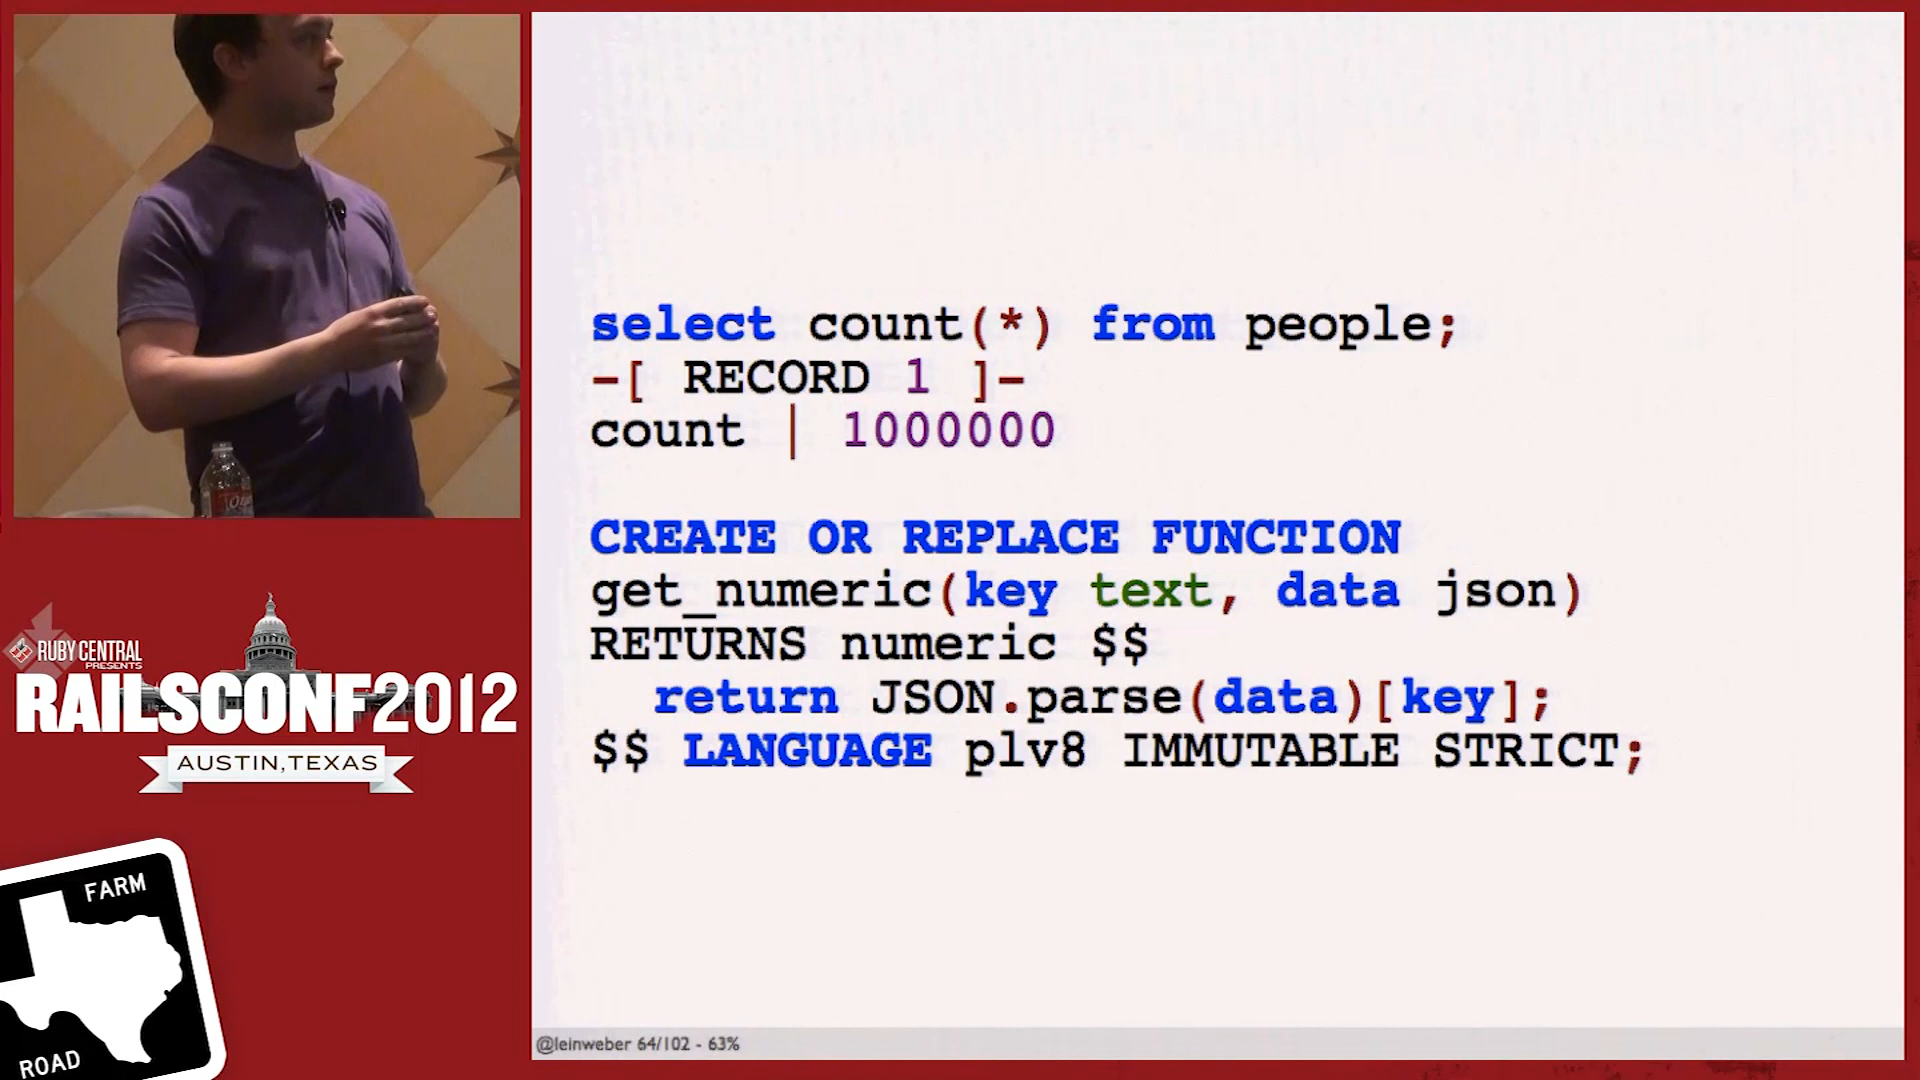 select count(*) from people;
-[ RECORD 1 ]-
count | 1000000
CREATE OR REPLACE FUNCTION
get_numeric(key text, data json)
RETURNS numeric $$
return JSON.parse(data)[key];
$$ LANGUAGE plv8 IMMUTABLE STRICT;
@leinweber 64/102 - 63%
RUBY CENTRAL
PRESENTS
RAILSCONF2012
AUSTIN, TEXAS
FARM
ROAD